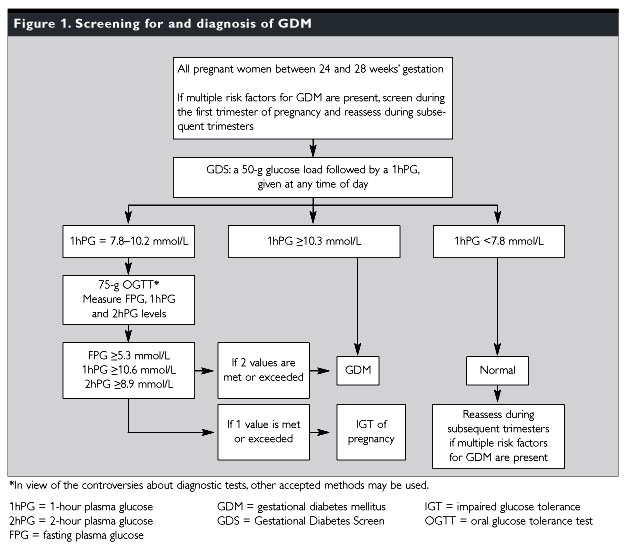 Figure 1. Screening for and diagnosis of GDM
All pregnant women between 24 and 28 weeks' gestation
If multiple risk factors for GDM are present, screen during
the first trimester of pregnancy and reassess during subse-
quent trimesters
GDS: a 50-g glucose load followed by a 1hPG,
given at any time of day
1hPG = 7.8–10.2 mmol/L
1hPG ≥10.3 mmol/L
1hPG <7.8 mmol/L
75-g OGTT*
Measure FPG, 1hPG
and 2hPG levels
FPG ≥5.3 mmol/L
1hPG ≥10.6 mmol/L
2hPG ≥8.9 mmol/L
If 2 values are
met or exceeded
GDM
Normal
If 1 value is met
or exceeded
IGT of
pregnancy
Reassess during
subsequent trimesters
if multiple risk factors
for GDM are present
*In view of the controversies about diagnostic tests, other accepted methods may be used.
1hPG = 1-hour plasma glucose
2hPG = 2-hour plasma glucose
FPG = fasting plasma glucose
GDM = gestational diabetes mellitus
GDS = Gestational Diabetes Screen
IGT = impaired glucose tolerance
OGTT = oral glucose tolerance test